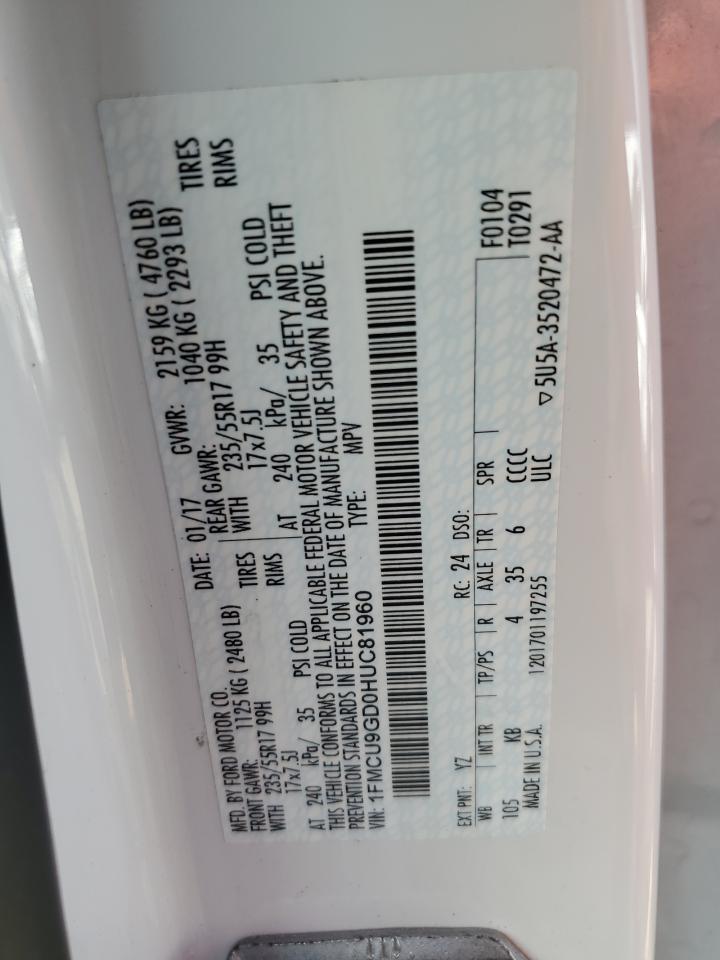 MFD. BY FORD MOTOR CO.
DATE: 01/17 GVWR: 2159 KG ( 4760 LB)
FRONT GAWR: 1125 KG ( 2480 LB) REAR GAWR: 1040 KG ( 2293 LB)
WITH 235/55R17 99H TIRES WITH 235/55R17 99H TIRES
17x7.5J RIMS 17x7.5J RIMS
AT 240 kPa/ 35 PSI COLD AT 240 kPa/ 35 PSI COLD
THIS VEHICLE CONFORMS TO ALL APPLICABLE FEDERAL MOTOR VEHICLE SAFETY AND THEFT
PREVENTION STANDARDS IN EFFECT ON THE DATE OF MANUFACTURE SHOWN ABOVE.
VIN: 1FMCU9GD0HUC81960 TYPE: MPV
EXT PNT: YZ RC: 24 DSO: F0104
WB INT TR TP/PS R AXLE TR SPR T0291
105 KB 4 35 6 CCCC
MADE IN U.S.A. 1201701197255 ULC ▽5U5A-3520472-AA